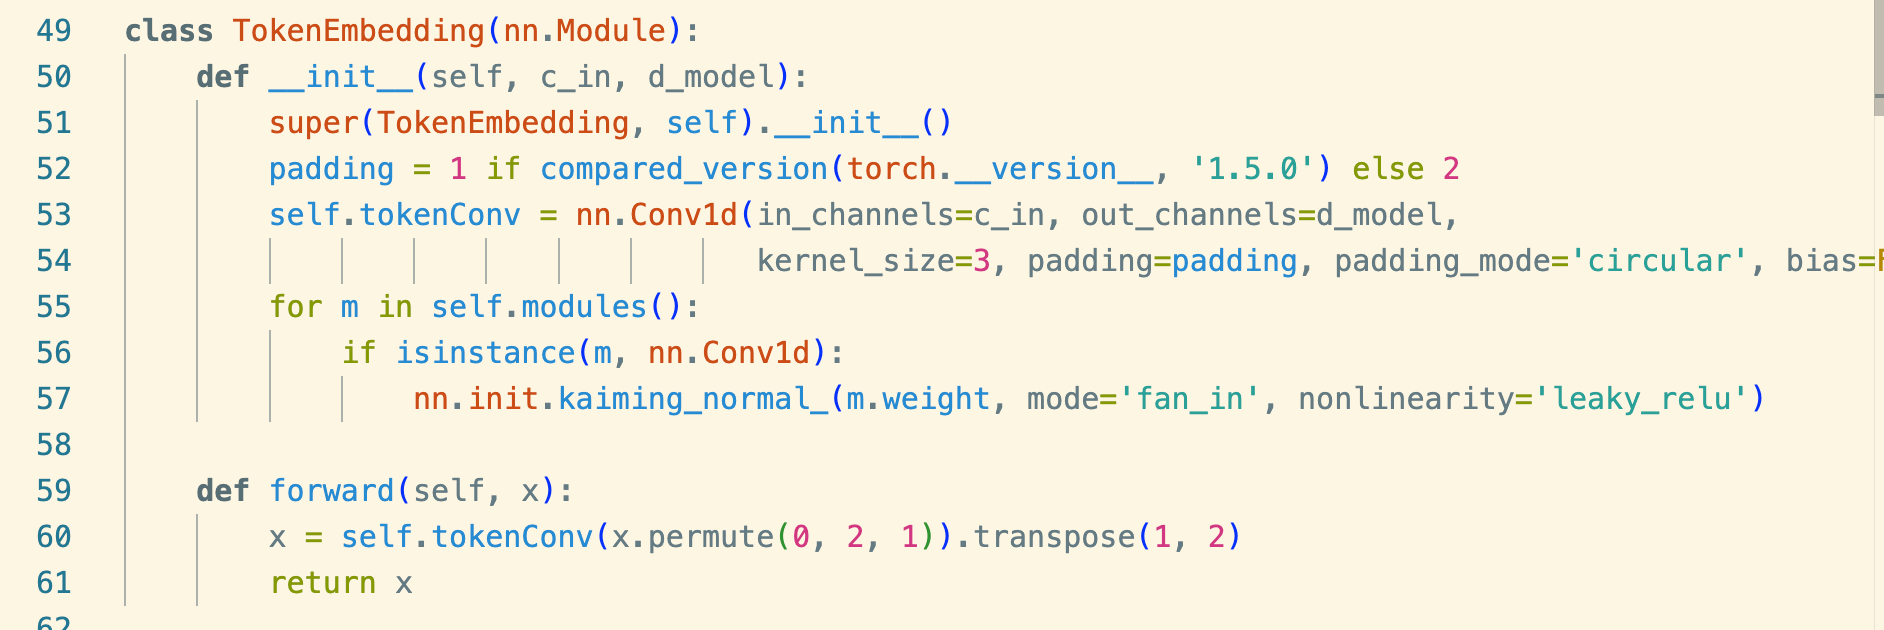 49 class TokenEmbedding(nn.Module):
50 def __init__(self, c_in, d_model):
51 super(TokenEmbedding, self).__init__()
52 padding = 1 if compared_version(torch.__version__, '1.5.0') else 2
53 self.tokenConv = nn.Conv1d(in_channels=c_in, out_channels=d_model,
54 kernel_size=3, padding=padding, padding_mode='circular', bias=
55 for m in self.modules():
56 if isinstance(m, nn.Conv1d):
57 nn.init.kaiming_normal_(m.weight, mode='fan_in', nonlinearity='leaky_relu')
58
59 def forward(self, x):
60 x = self.tokenConv(x.permute(0, 2, 1)).transpose(1, 2)
61 return x
62